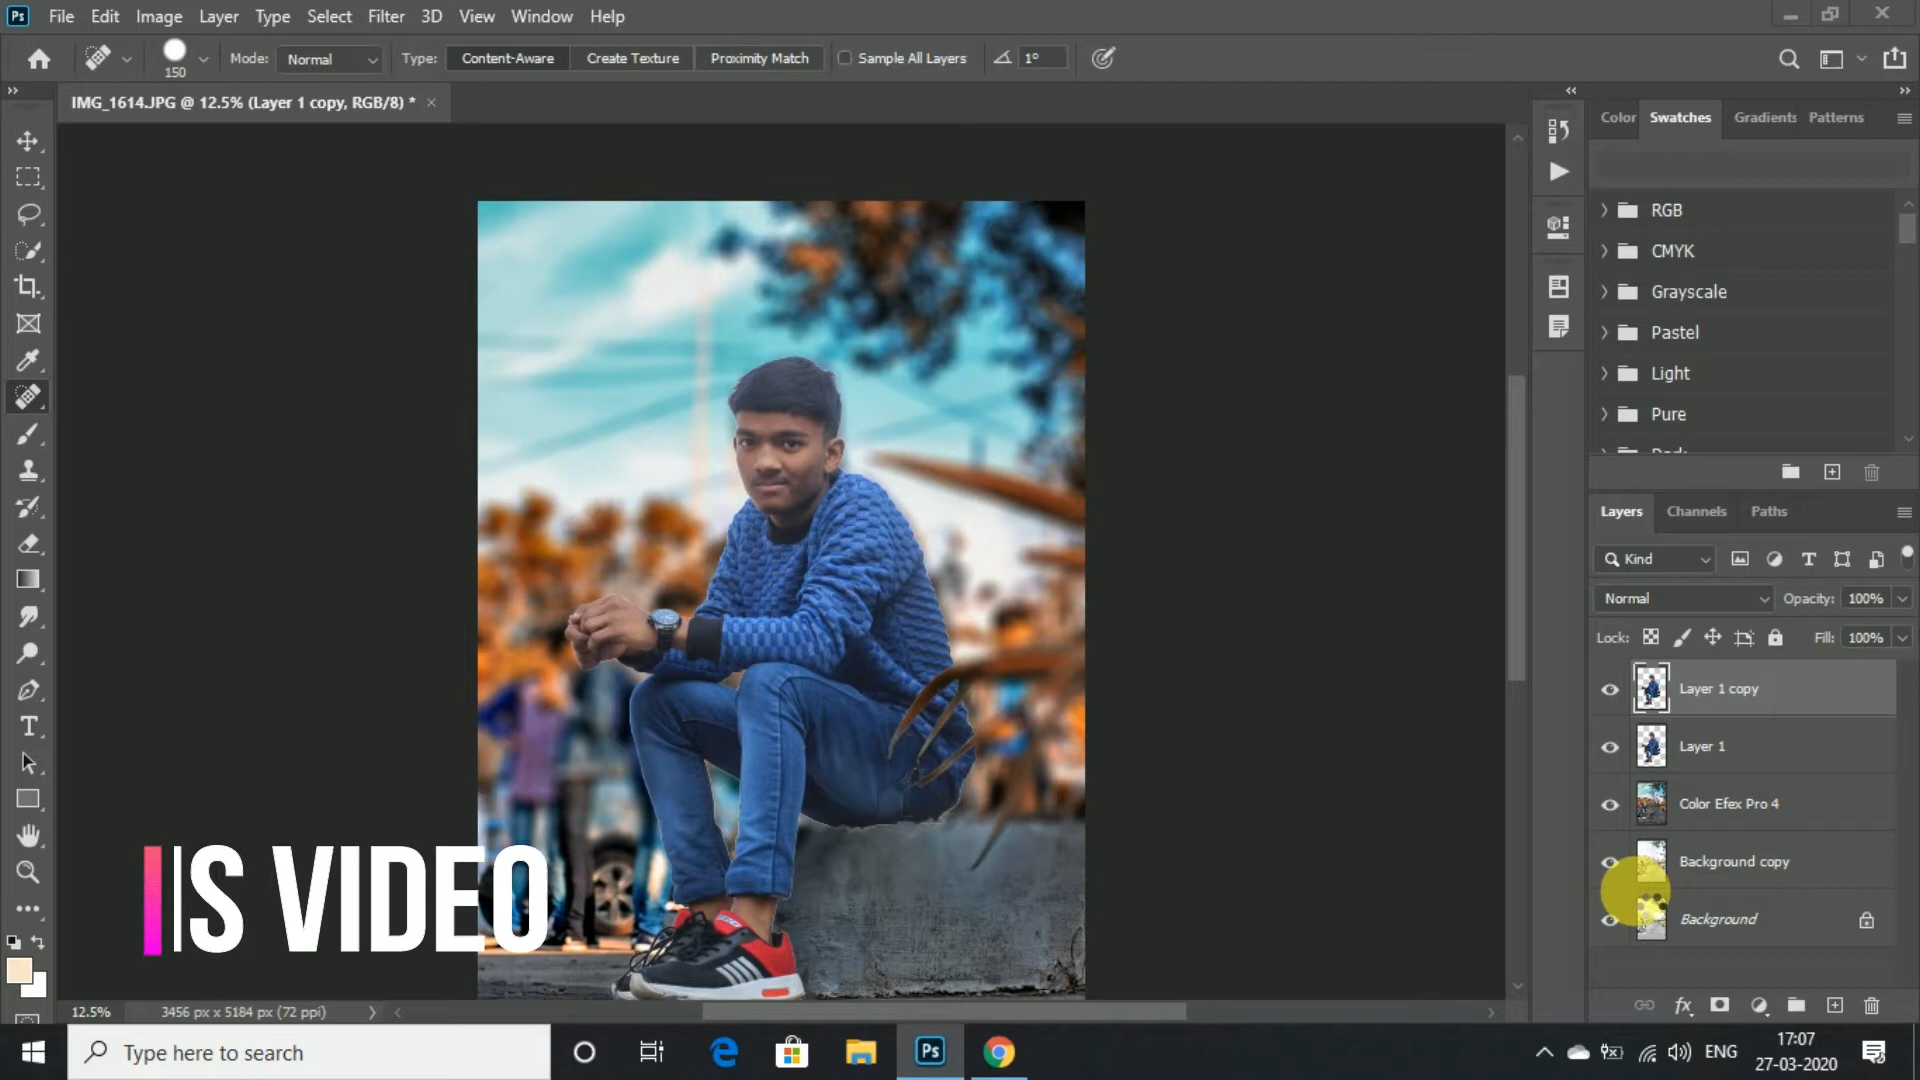 Ps File Edit Image Layer Type Select Filter 3D View Window Help
150 Mode: Normal Type: Content-Aware Create Texture Proximity Match Sample All Layers 1°
IMG_1614.JPG @ 12.5% (Layer 1 copy, RGB/8) * ×
Color Swatches Gradients Patterns
RGB
CMYK
Grayscale
Pastel
Light
Pure
Dark
Layers Channels Paths
Kind
Normal Opacity: 100%
Lock: Fill: 100%
Layer 1 copy
Layer 1
Color Efex Pro 4
Background copy
Background
IS VIDEO
12.5% 3456 px x 5184 px (72 ppi)
Type here to search
Ps
ENG
17:07
27-03-2020